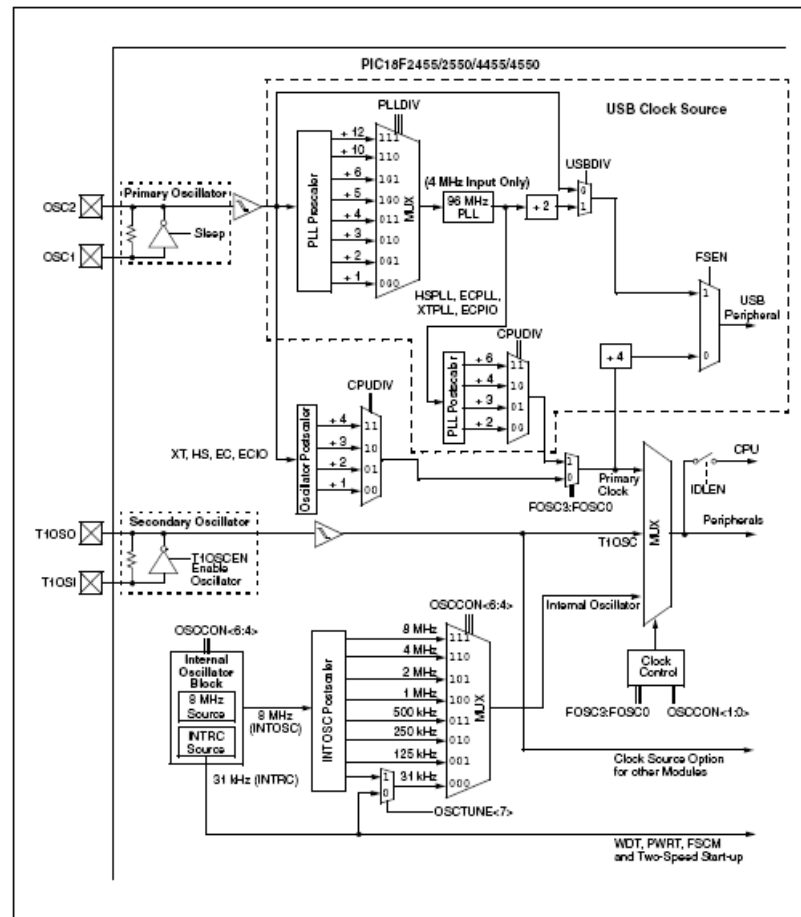 PIC18F2455/2550/4455/4550
USB Clock Source
PLLDIV
PLL Prescaler
÷ 12
÷ 10
÷ 6
÷ 5
÷ 4
÷ 3
÷ 2
÷ 1
111
110
101
100
011
010
001
000
MUX
(4 MHz Input Only)
96 MHz
PLL
÷ 2
USBDIV
0
1
Primary Oscillator
OSC2
OSC1
Sleep
HSPLL, ECPLL,
XTPLL, ECPIO
FSEN
1
0
USB
Peripheral
÷ 4
CPUDIV
PLL Postscaler
÷ 6
÷ 4
÷ 3
÷ 2
11
10
01
00
CPUDIV
XT, HS, EC, ECIO
Oscillator Postscaler
÷ 4
÷ 3
÷ 2
÷ 1
11
10
01
00
1
0
Primary
Clock
FOSC3:FOSC0
CPU
IDLEN
MUX
Peripherals
Secondary Oscillator
T1OSO
T1OSI
T1OSCEN
Enable
Oscillator
T1OSC
Internal Oscillator
OSCCON<6:4>
OSCCON<6:4>
Internal
Oscillator
Block
8 MHz
Source
INTRC
Source
8 MHz
(INTOSC)
31 kHz (INTRC)
INTOSC Postscaler
8 MHz
4 MHz
2 MHz
1 MHz
500 kHz
250 kHz
125 kHz
31 kHz
1
0
111
110
101
100
011
010
001
000
MUX
OSCTUNE<7>
Clock
Control
FOSC3:FOSC0
OSCCON<1:0>
Clock Source Option
for other Modules
WDT, PWRT, FSCM
and Two-Speed Start-up